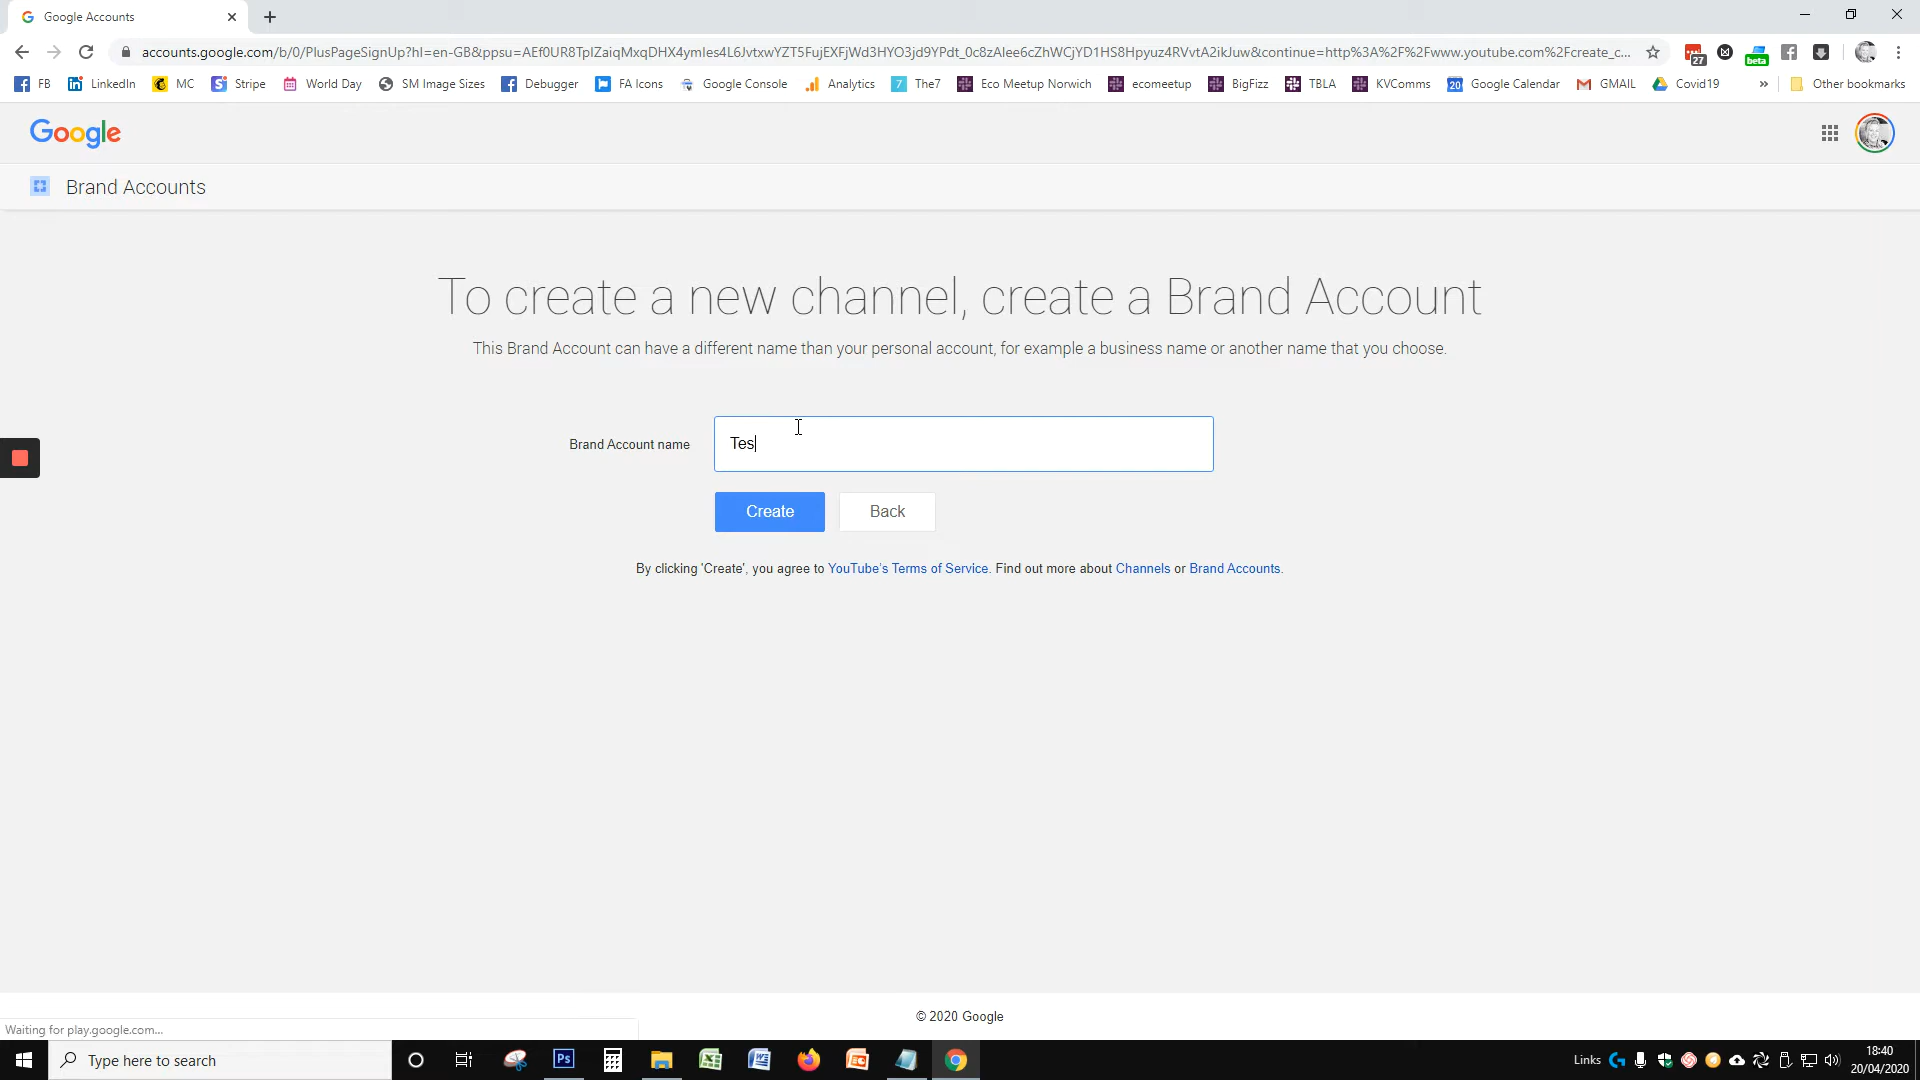 Google Accounts
accounts.google.com/b/0/PlusPageSignUp?hl=en-GB&ppsu=AEf0UR8TpIZaiqMxqDHX4ymIes4L6JvtxwYZT5FujEXFjWd3HYO3jd9YPdt_0c8zAlee6cZhWCjYD1HS8Hpyuz4RVvtA2ikJuw&continue=http%3A%2F%2Fwww.youtube.com%2Fcreate_c...
27
beta
FB LinkedIn MC Stripe World Day SM Image Sizes Debugger FA Icons Google Console Analytics 7 The7 Eco Meetup Norwich ecomeetup BigFizz TBLA KVComms 20 Google Calendar GMAIL Covid19 » Other bookmarks
Google
Brand Accounts
To create a new channel, create a Brand Account
This Brand Account can have a different name than your personal account, for example a business name or another name that you choose.
Brand Account name
Tes
Create
Back
By clicking 'Create', you agree to YouTube's Terms of Service. Find out more about Channels or Brand Accounts.
© 2020 Google
Waiting for play.google.com...
Type here to search
Ps
Links
18:40
20/04/2020